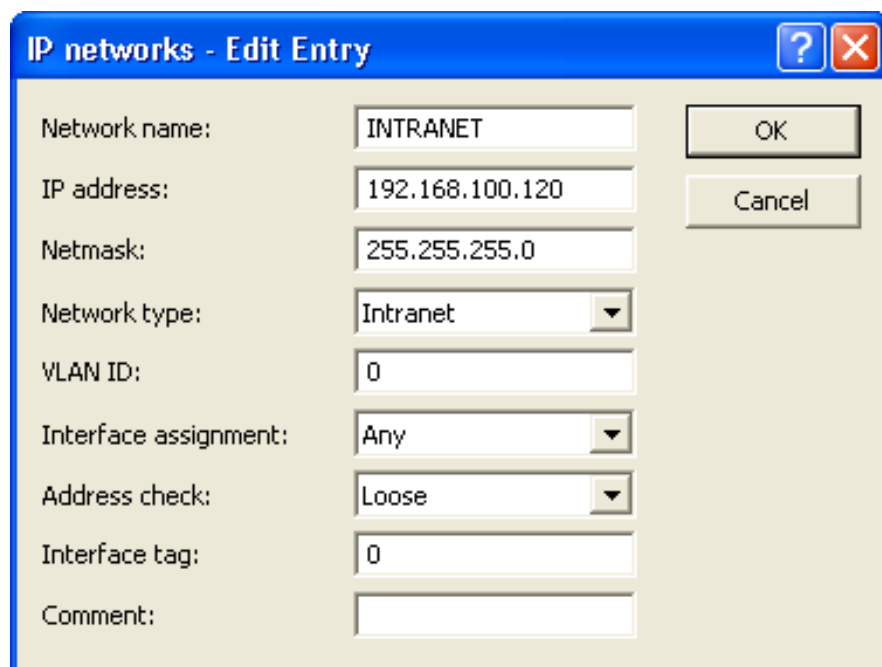 IP networks - Edit Entry
?
Network name: INTRANET OK
IP address: 192.168.100.120 Cancel
Netmask: 255.255.255.0
Network type: Intranet
VLAN ID: 0
Interface assignment: Any
Address check: Loose
Interface tag: 0
Comment: